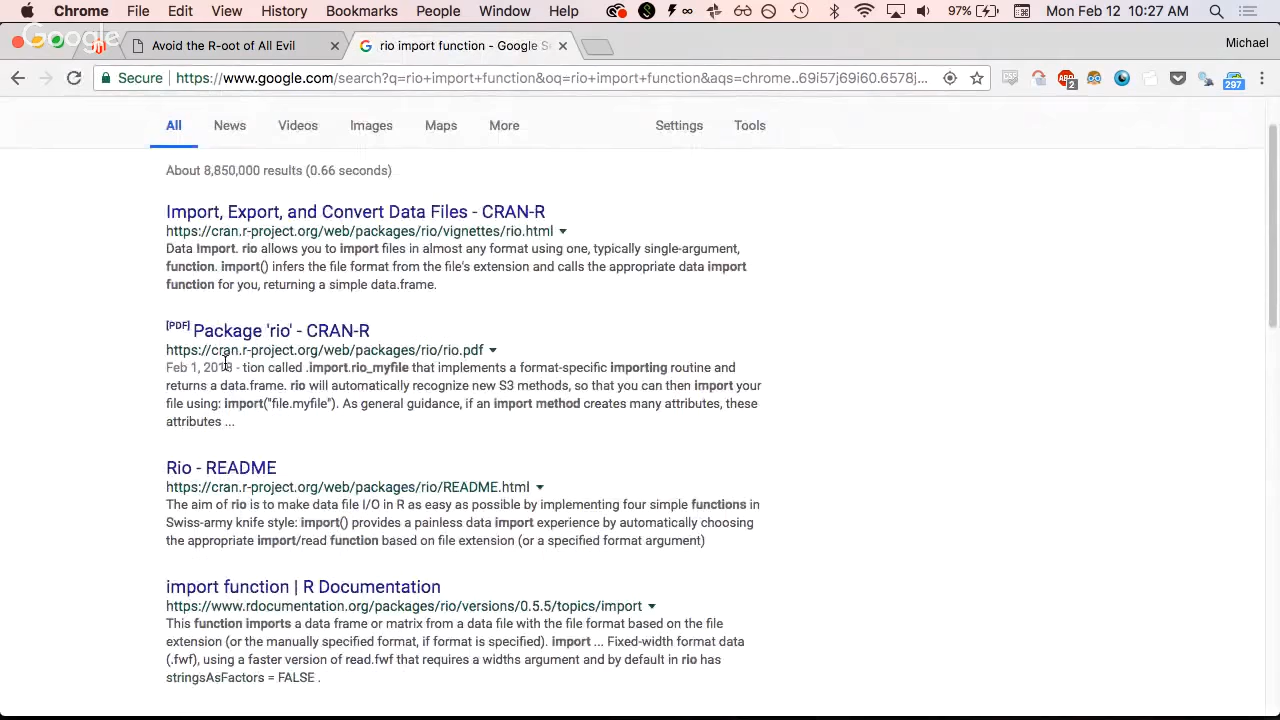 Chrome File Edit View History Bookmarks People Window Help 97% Mon Feb 12 10:27 AM
Google
Avoid the R-oot of All Evil × rio import function - Google S × Michael
Secure https://www.google.com/search?q=rio+import+function&oq=rio+import+function&aqs=chrome..69i57j69i60.6578j... 2 297
All News Videos Images Maps More Settings Tools
About 8,850,000 results (0.66 seconds)
Import, Export, and Convert Data Files - CRAN-R
https://cran.r-project.org/web/packages/rio/vignettes/rio.html
Data Import. rio allows you to import files in almost any format using one, typically single-argument,
function. import() infers the file format from the file's extension and calls the appropriate data import
function for you, returning a simple data.frame.
[PDF] Package 'rio' - CRAN-R
https://cran.r-project.org/web/packages/rio/rio.pdf
Feb 1, 2018 - tion called .import.rio_myfile that implements a format-specific importing routine and
returns a data.frame. rio will automatically recognize new S3 methods, so that you can then import your
file using: import("file.myfile"). As general guidance, if an import method creates many attributes, these
attributes ...
Rio - README
https://cran.r-project.org/web/packages/rio/README.html
The aim of rio is to make data file I/O in R as easy as possible by implementing four simple functions in
Swiss-army knife style: import() provides a painless data import experience by automatically choosing
the appropriate import/read function based on file extension (or a specified format argument)
import function | R Documentation
https://www.rdocumentation.org/packages/rio/versions/0.5.5/topics/import
This function imports a data frame or matrix from a data file with the file format based on the file
extension (or the manually specified format, if format is specified). import ... Fixed-width format data
(.fwf), using a faster version of read.fwf that requires a widths argument and by default in rio has
stringsAsFactors = FALSE .